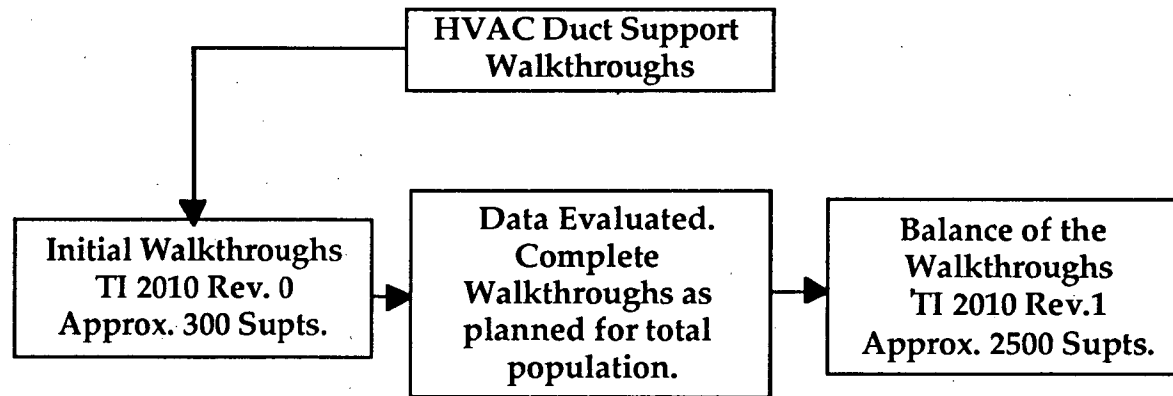 HVAC Duct Support
Walkthroughs
Initial Walkthroughs
TI 2010 Rev. 0
Approx. 300 Supts.
Data Evaluated.
Complete
Walkthroughs as
planned for total
population.
Balance of the
Walkthroughs
TI 2010 Rev.1
Approx. 2500 Supts.